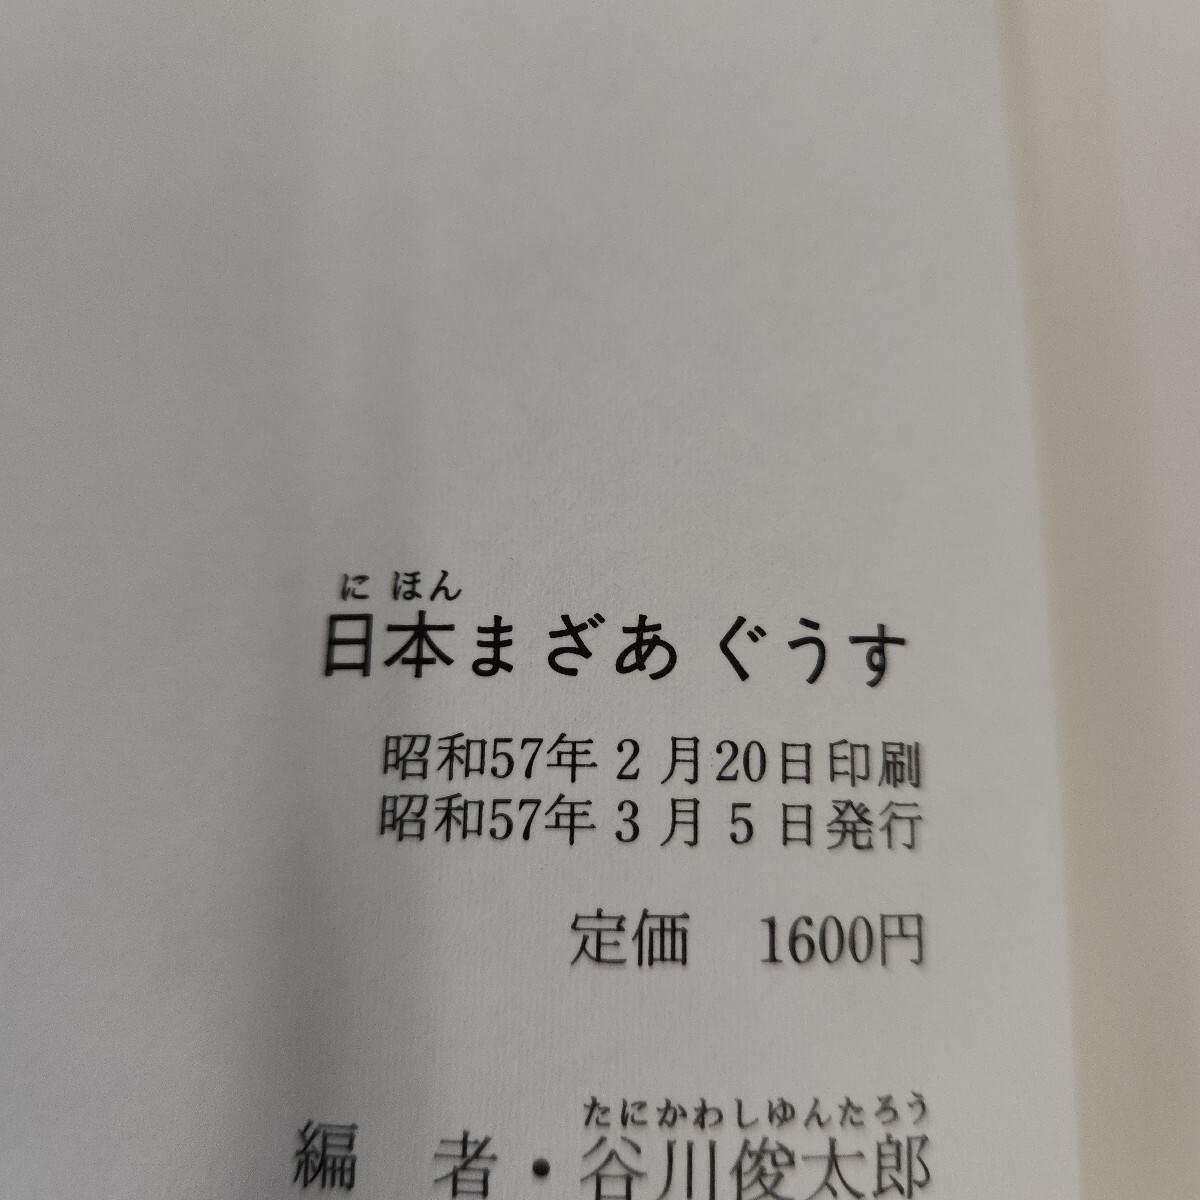 にほん
日本まざあ ぐうす
昭和57年 2 月20日印刷
昭和57年 3 月 5 日発行
定価　1600円
たにかわしゆんたろう
編　者・谷川俊太郎